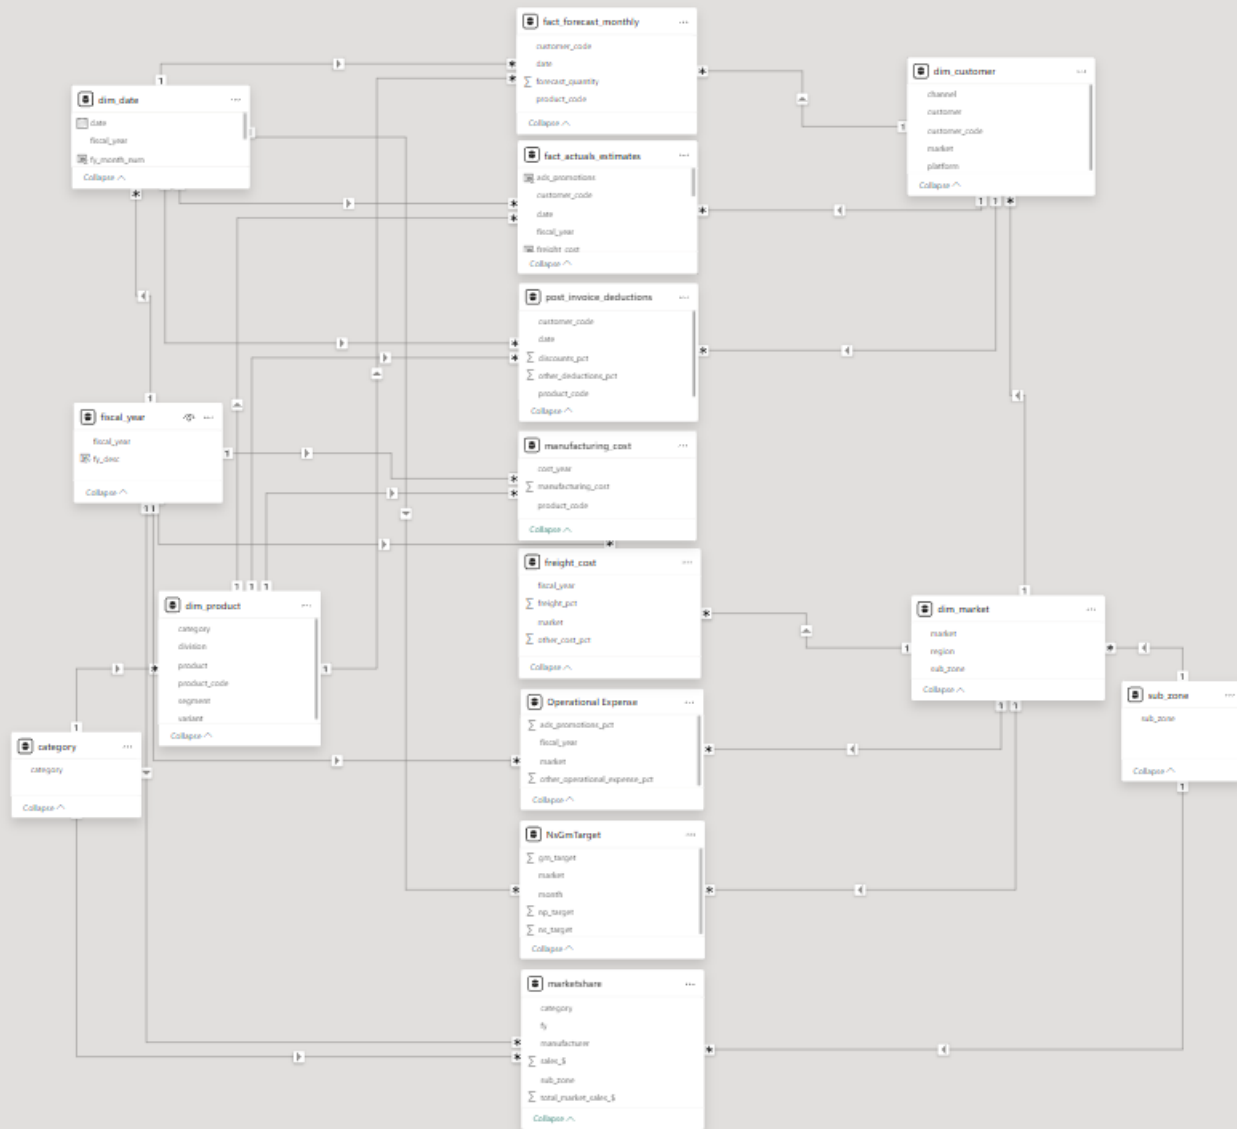 fact_forecast_monthly
customer_code
date
forecast_quantity
product_code
Collapse
dim_date
date
fiscal_year
fy_month_num
Collapse
dim_customer
channel
customer
customer_code
market
platform
Collapse
fact_actuals_estimates
ads_promotions
customer_code
date
fiscal_year
freight_cost
Collapse
post_invoice_deductions
customer_code
date
discounts_pct
other_deductions_pct
product_code
Collapse
fiscal_year
fiscal_year
fy_desc
Collapse
manufacturing_cost
cost_year
manufacturing_cost
product_code
Collapse
freight_cost
fiscal_year
freight_pct
market
other_cost_pct
Collapse
dim_product
category
division
product
product_code
segment
variant
Collapse
dim_market
market
region
sub_zone
Collapse
sub_zone
sub_zone
Collapse
category
category
Collapse
Operational Expense
ads_promotions_pct
fiscal_year
market
other_operational_expense_pct
Collapse
NsGmTarget
gm_target
market
month
np_target
ns_target
Collapse
marketshare
category
fy
manufacturer
sales_$
sub_zone
total_market_sales_$
Collapse